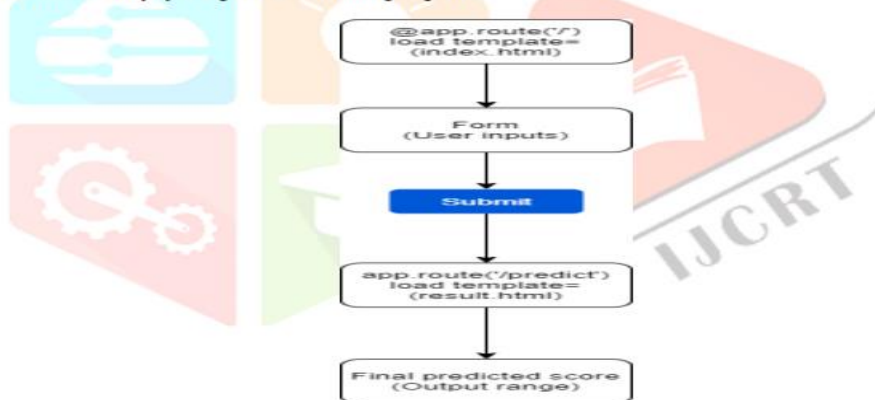 @app.route('/')
load template=
(index.html)
Form
(User inputs)
Submit
app.route('/predict')
load template=
(result.html)
IJCRT
Final predicted score
(Output range)